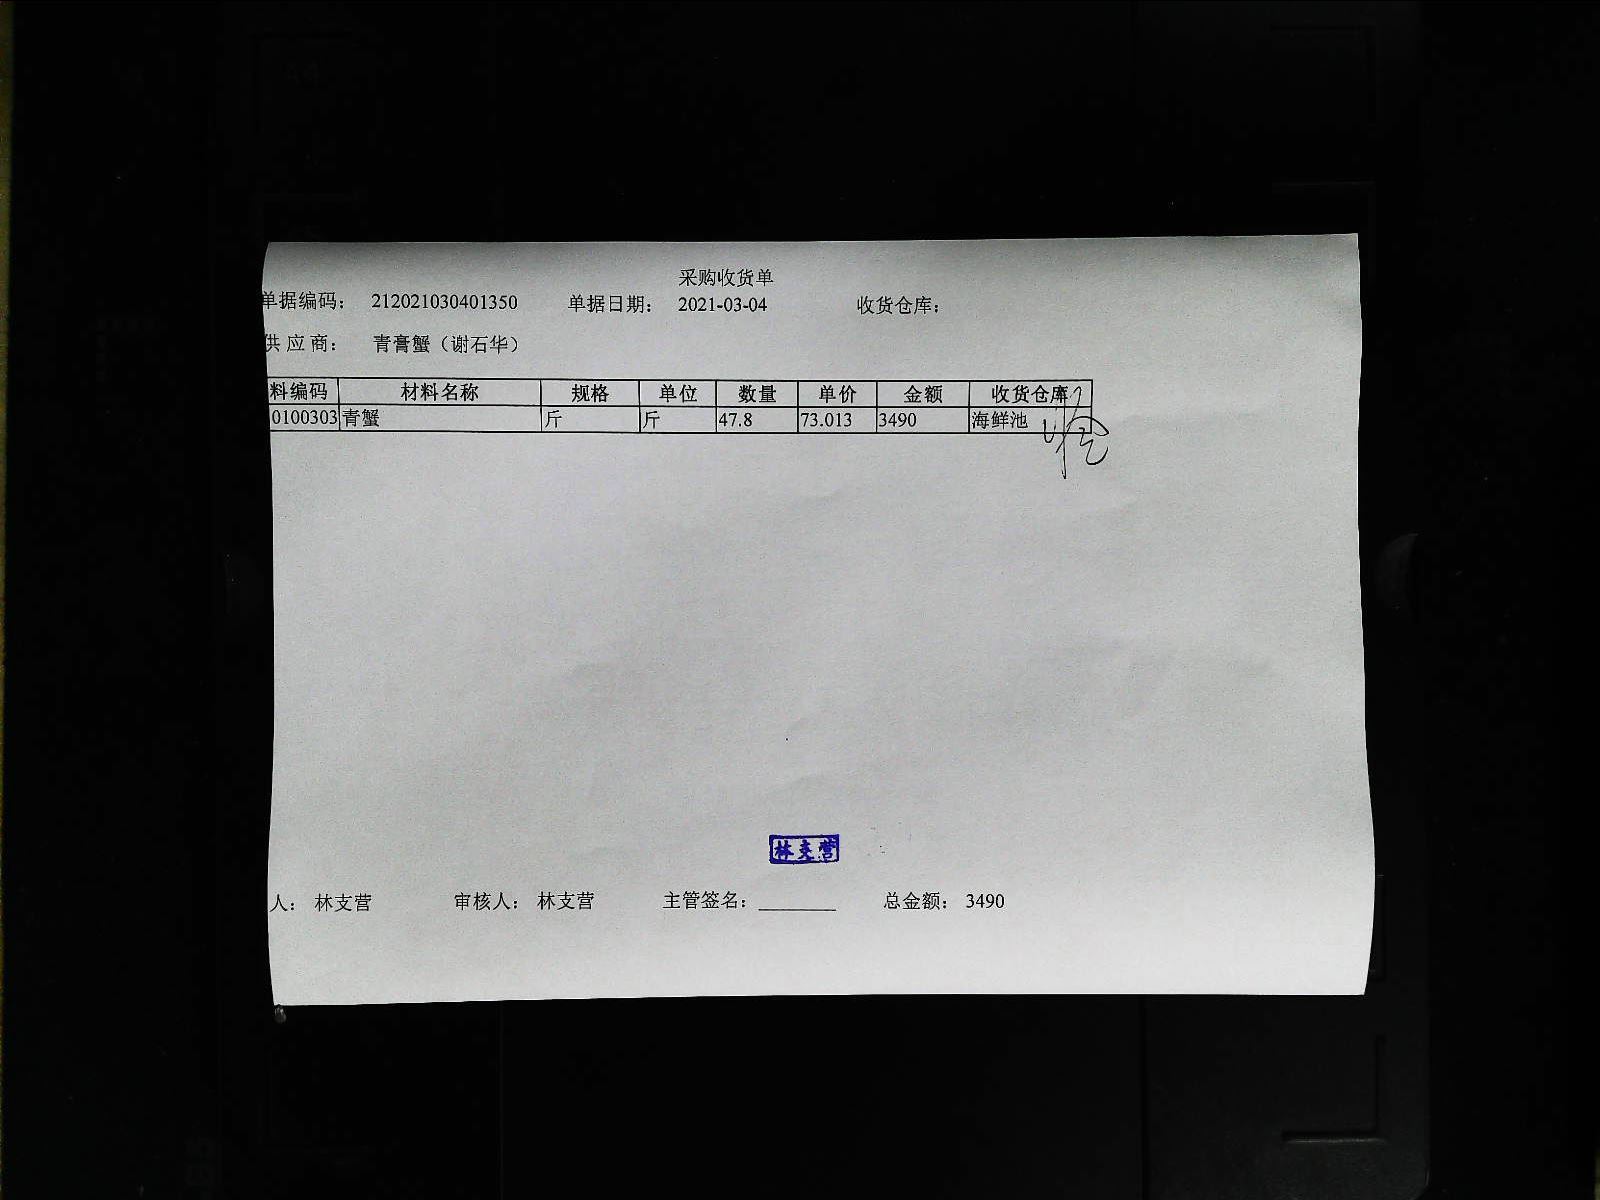 采购收货单
单据编码： 212021030401350 单据日期： 2021-03-04 收货仓库：
供应商： 青膏蟹（谢石华）
料编码 材料名称 规格 单位 数量 单价 金额 收货仓库
0100303 青蟹 斤 斤 47.8 73.013 3490 海鲜池
林支营
人： 林支营 审核人： 林支营 主管签名：________ 总金额： 3490